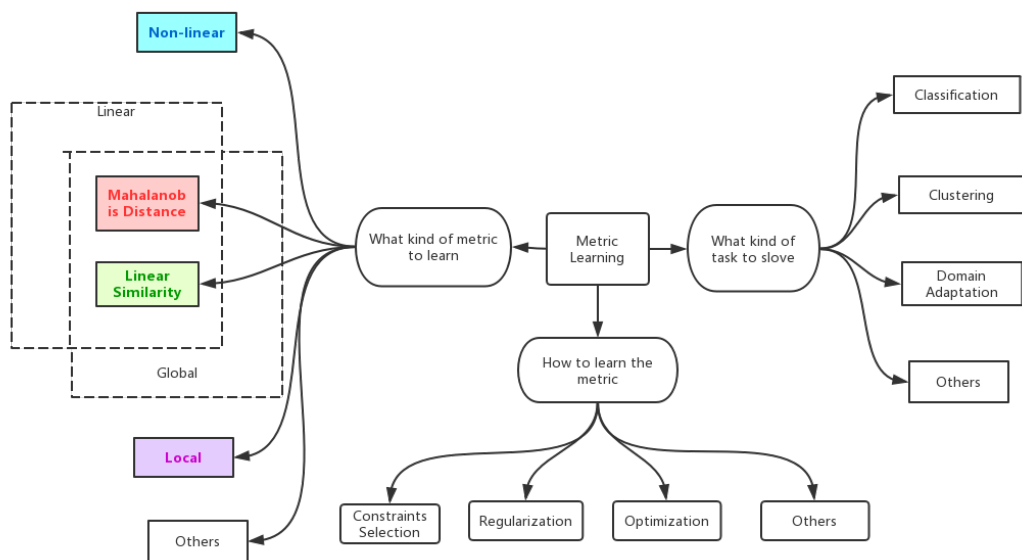 Non-linear
Linear
Mahalanob
is Distance
Linear
Similarity
Global
Local
Others
What kind of metric
to learn
Metric
Learning
What kind of
task to slove
Classification
Clustering
Domain
Adaptation
Others
How to learn the
metric
Constraints
Selection
Regularization
Optimization
Others